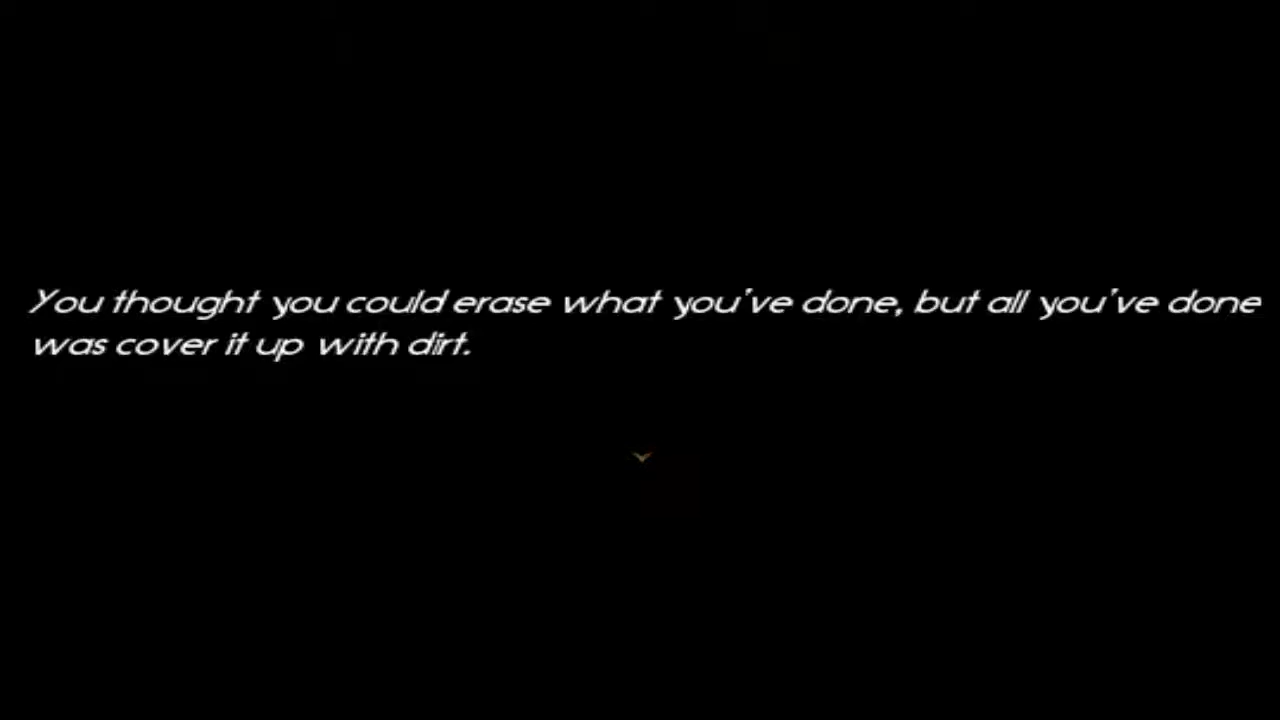 You thought you could erase what you've done, but all you've done
was cover it up with dirt.